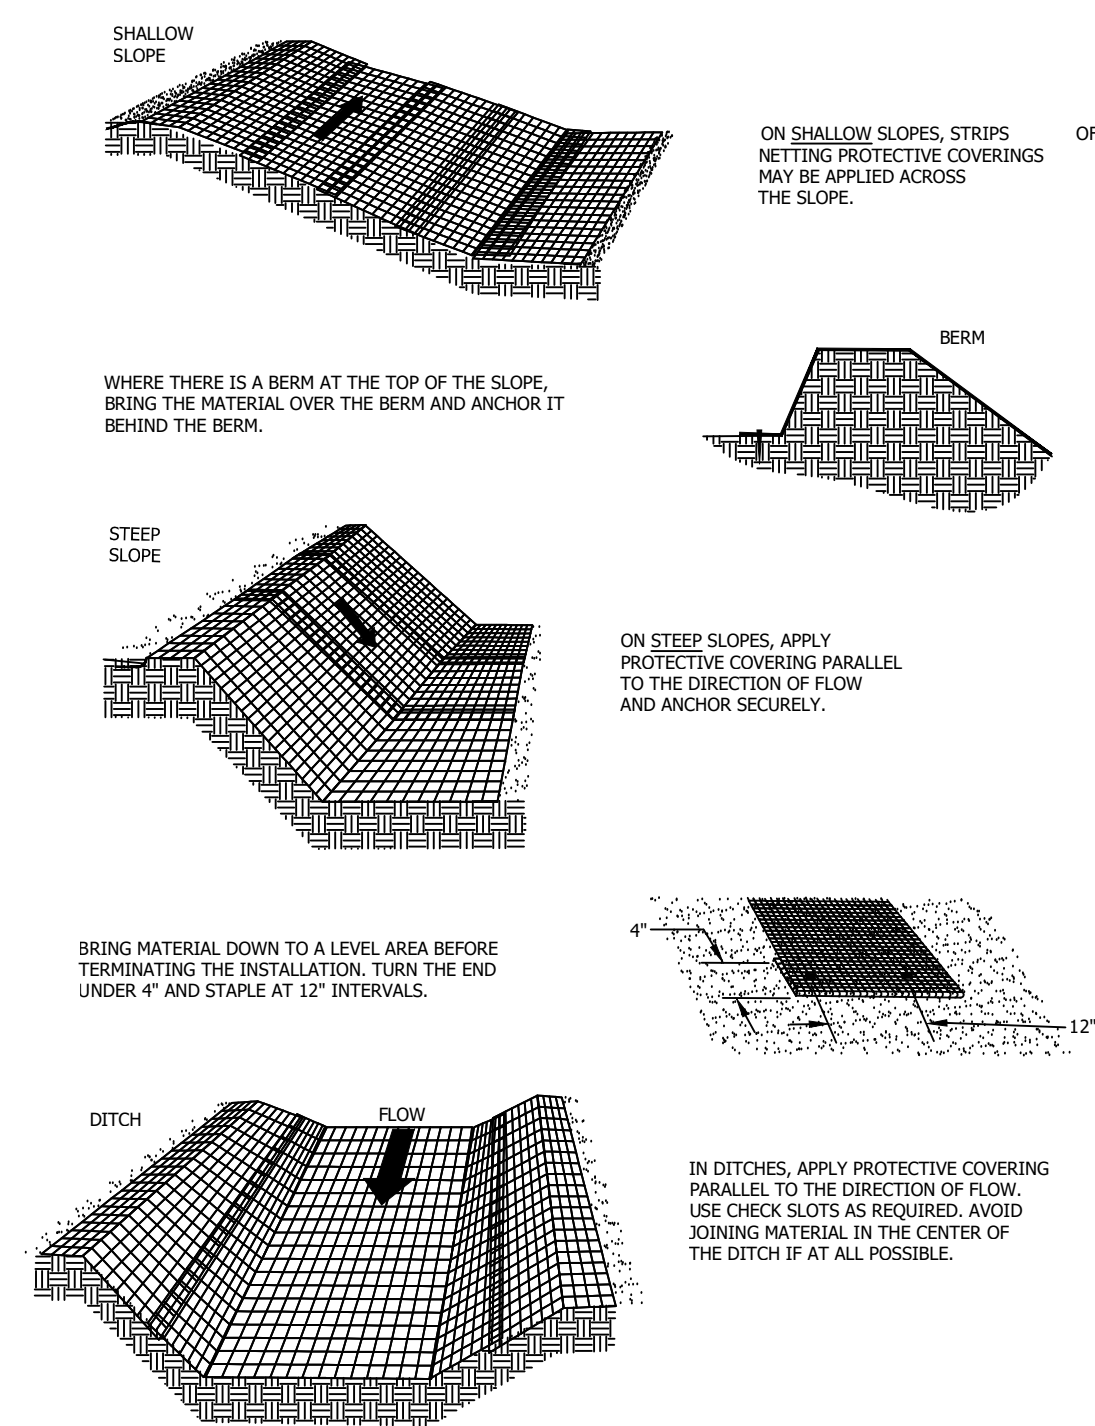 SHALLOW
SLOPE
ON SHALLOW SLOPES, STRIPS OF
NETTING PROTECTIVE COVERINGS
MAY BE APPLIED ACROSS
THE SLOPE.
BERM
WHERE THERE IS A BERM AT THE TOP OF THE SLOPE,
BRING THE MATERIAL OVER THE BERM AND ANCHOR IT
BEHIND THE BERM.
STEEP
SLOPE
ON STEEP SLOPES, APPLY
PROTECTIVE COVERING PARALLEL
TO THE DIRECTION OF FLOW
AND ANCHOR SECURELY.
4"
BRING MATERIAL DOWN TO A LEVEL AREA BEFORE
TERMINATING THE INSTALLATION. TURN THE END
UNDER 4" AND STAPLE AT 12" INTERVALS.
12"
DITCH
FLOW
IN DITCHES, APPLY PROTECTIVE COVERING
PARALLEL TO THE DIRECTION OF FLOW.
USE CHECK SLOTS AS REQUIRED. AVOID
JOINING MATERIAL IN THE CENTER OF
THE DITCH IF AT ALL POSSIBLE.